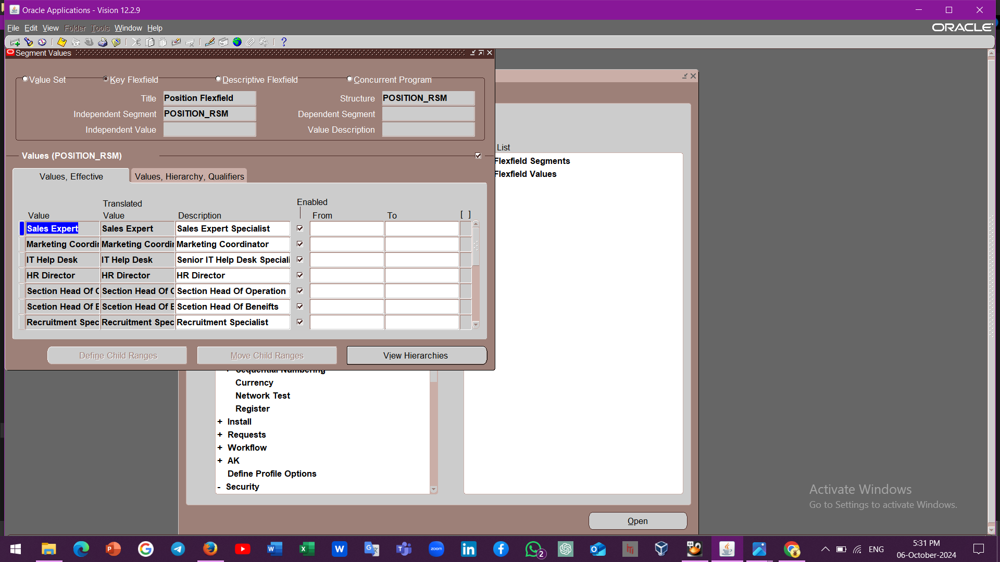 Oracle Applications - Vision 12.2.9
File Edit View Folder Tools Window Help
ORACLE
Segment Values
Value Set Key Flexfield Descriptive Flexfield Concurrent Program
Title Position Flexfield Structure POSITION_RSM
Independent Segment POSITION_RSM Dependent Segment
Independent Value Value Description
List
Values (POSITION_RSM)
Flexfield Segments
Flexfield Values
Values, Effective Values, Hierarchy, Qualifiers
Translated Enabled
Value Value Description From To [ ]
Sales Expert Sales Expert Sales Expert Specialist
Marketing Coordin Marketing Coordin Marketing Coordinator
IT Help Desk IT Help Desk Senior IT Help Desk Speciali
HR Director HR Director HR Director
Section Head Of Section Head Of Section Head Of Operation
Scetion Head Of Scetion Head Of Scetion Head Of Beneifts
Recruitment Spec Recruitment Spec Recruitment Specialist
Define Child Ranges Move Child Ranges View Hierarchies
Sequential Numbering
Currency
Network Test
Register
+ Install
+ Requests
+ Workflow
+ AK
Define Profile Options
- Security
Open
Activate Windows
Go to Settings to activate Windows.
ENG
5:31 PM
06-October-2024